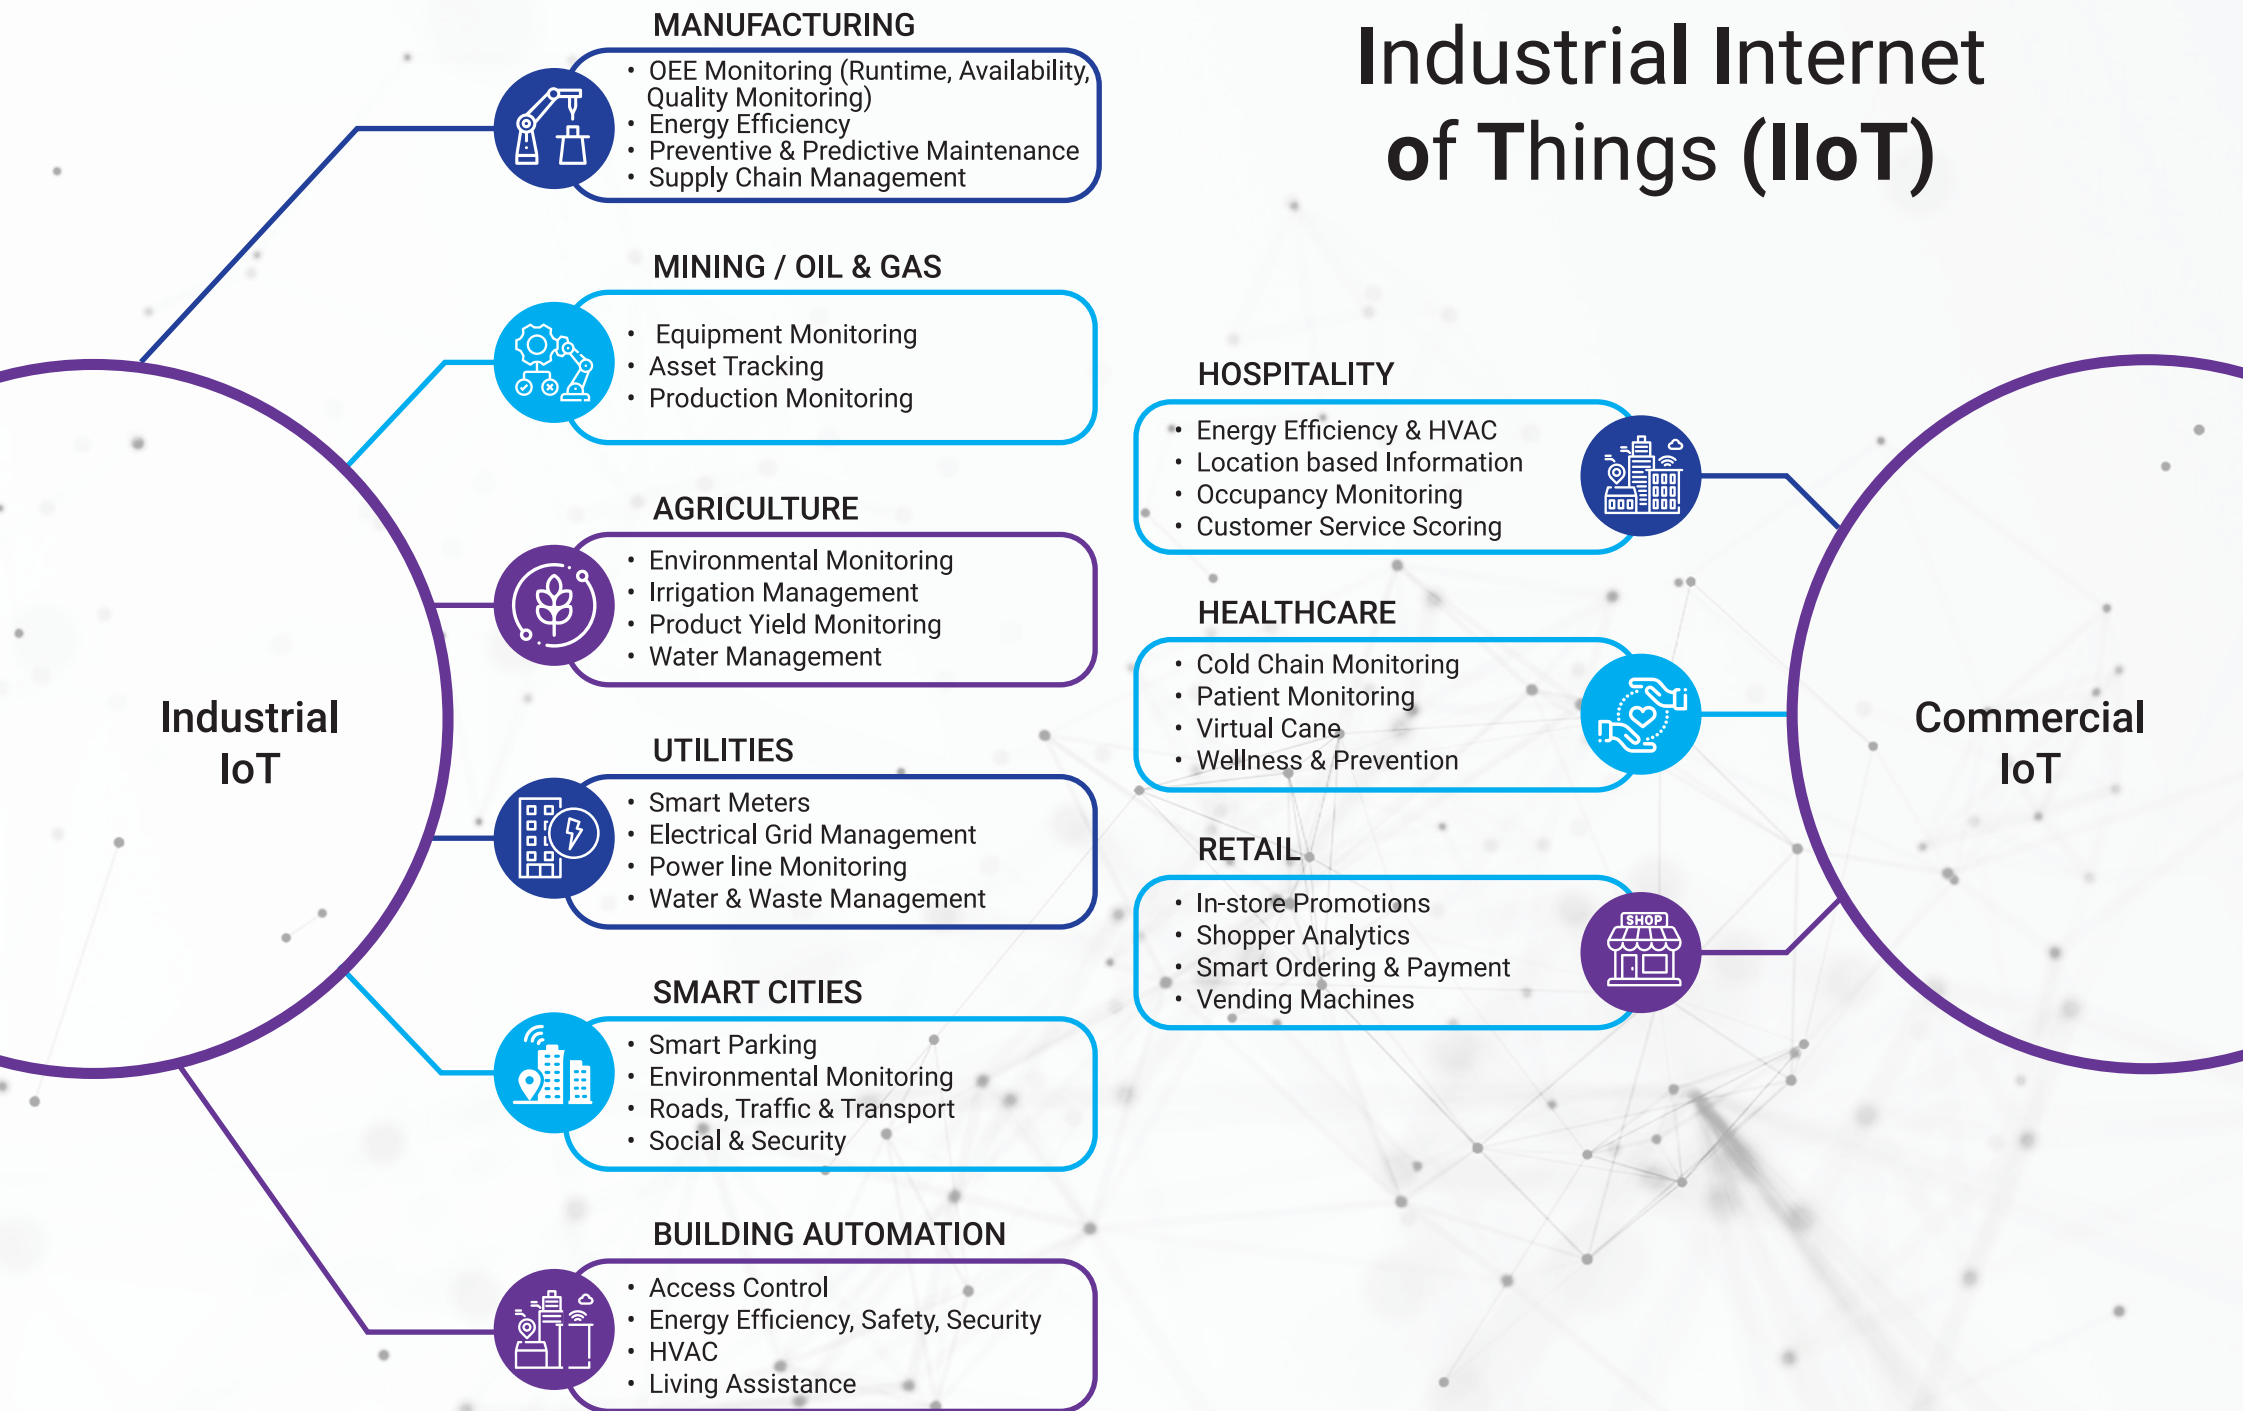 Industrial Internet
of Things (IIoT)
Industrial
IoT
MANUFACTURING
• OEE Monitoring (Runtime, Availability,
Quality Monitoring)
• Energy Efficiency
• Preventive & Predictive Maintenance
• Supply Chain Management
MINING / OIL & GAS
• Equipment Monitoring
• Asset Tracking
• Production Monitoring
AGRICULTURE
• Environmental Monitoring
• Irrigation Management
• Product Yield Monitoring
• Water Management
UTILITIES
• Smart Meters
• Electrical Grid Management
• Power line Monitoring
• Water & Waste Management
SMART CITIES
• Smart Parking
• Environmental Monitoring
• Roads, Traffic & Transport
• Social & Security
BUILDING AUTOMATION
• Access Control
• Energy Efficiency, Safety, Security
• HVAC
• Living Assistance
HOSPITALITY
• Energy Efficiency & HVAC
• Location based Information
• Occupancy Monitoring
• Customer Service Scoring
HEALTHCARE
• Cold Chain Monitoring
• Patient Monitoring
• Virtual Cane
• Wellness & Prevention
RETAIL
• In-store Promotions
• Shopper Analytics
• Smart Ordering & Payment
• Vending Machines
SHOP
Commercial
IoT